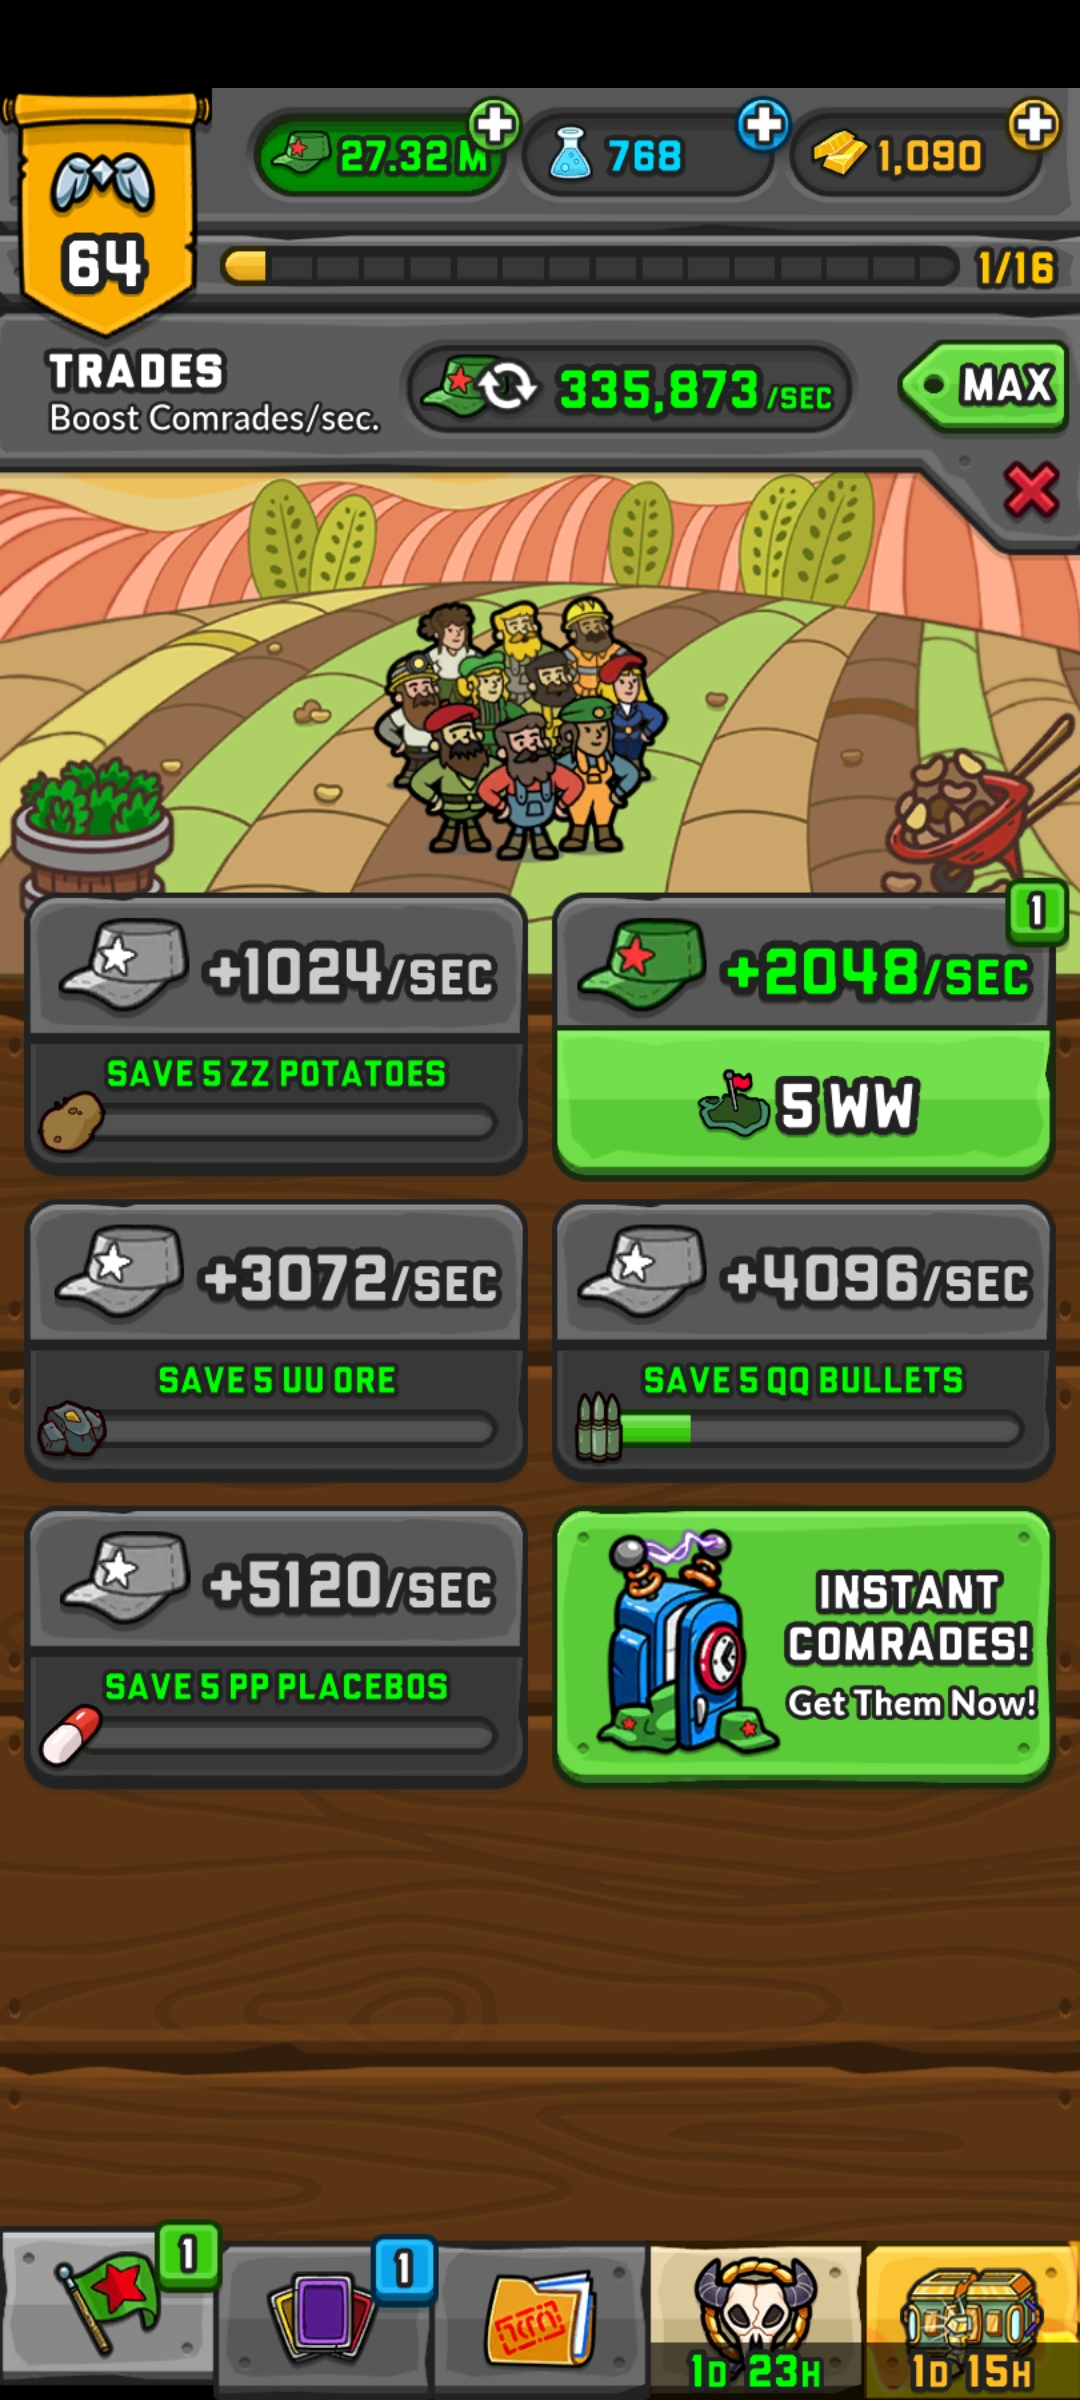 27.32 M
768
1,090
64
1/16
TRADES
Boost Comrades/sec.
335,873/SEC
MAX
+1024/SEC
SAVE 5 ZZ POTATOES
1
+2048/SEC
5 WW
+3072/SEC
SAVE 5 UU ORE
+4096/SEC
SAVE 5 QQ BULLETS
+5120/SEC
SAVE 5 PP PLACEBOS
INSTANT
COMRADES!
Get Them Now!
1
1
1D 23H
1D 15H